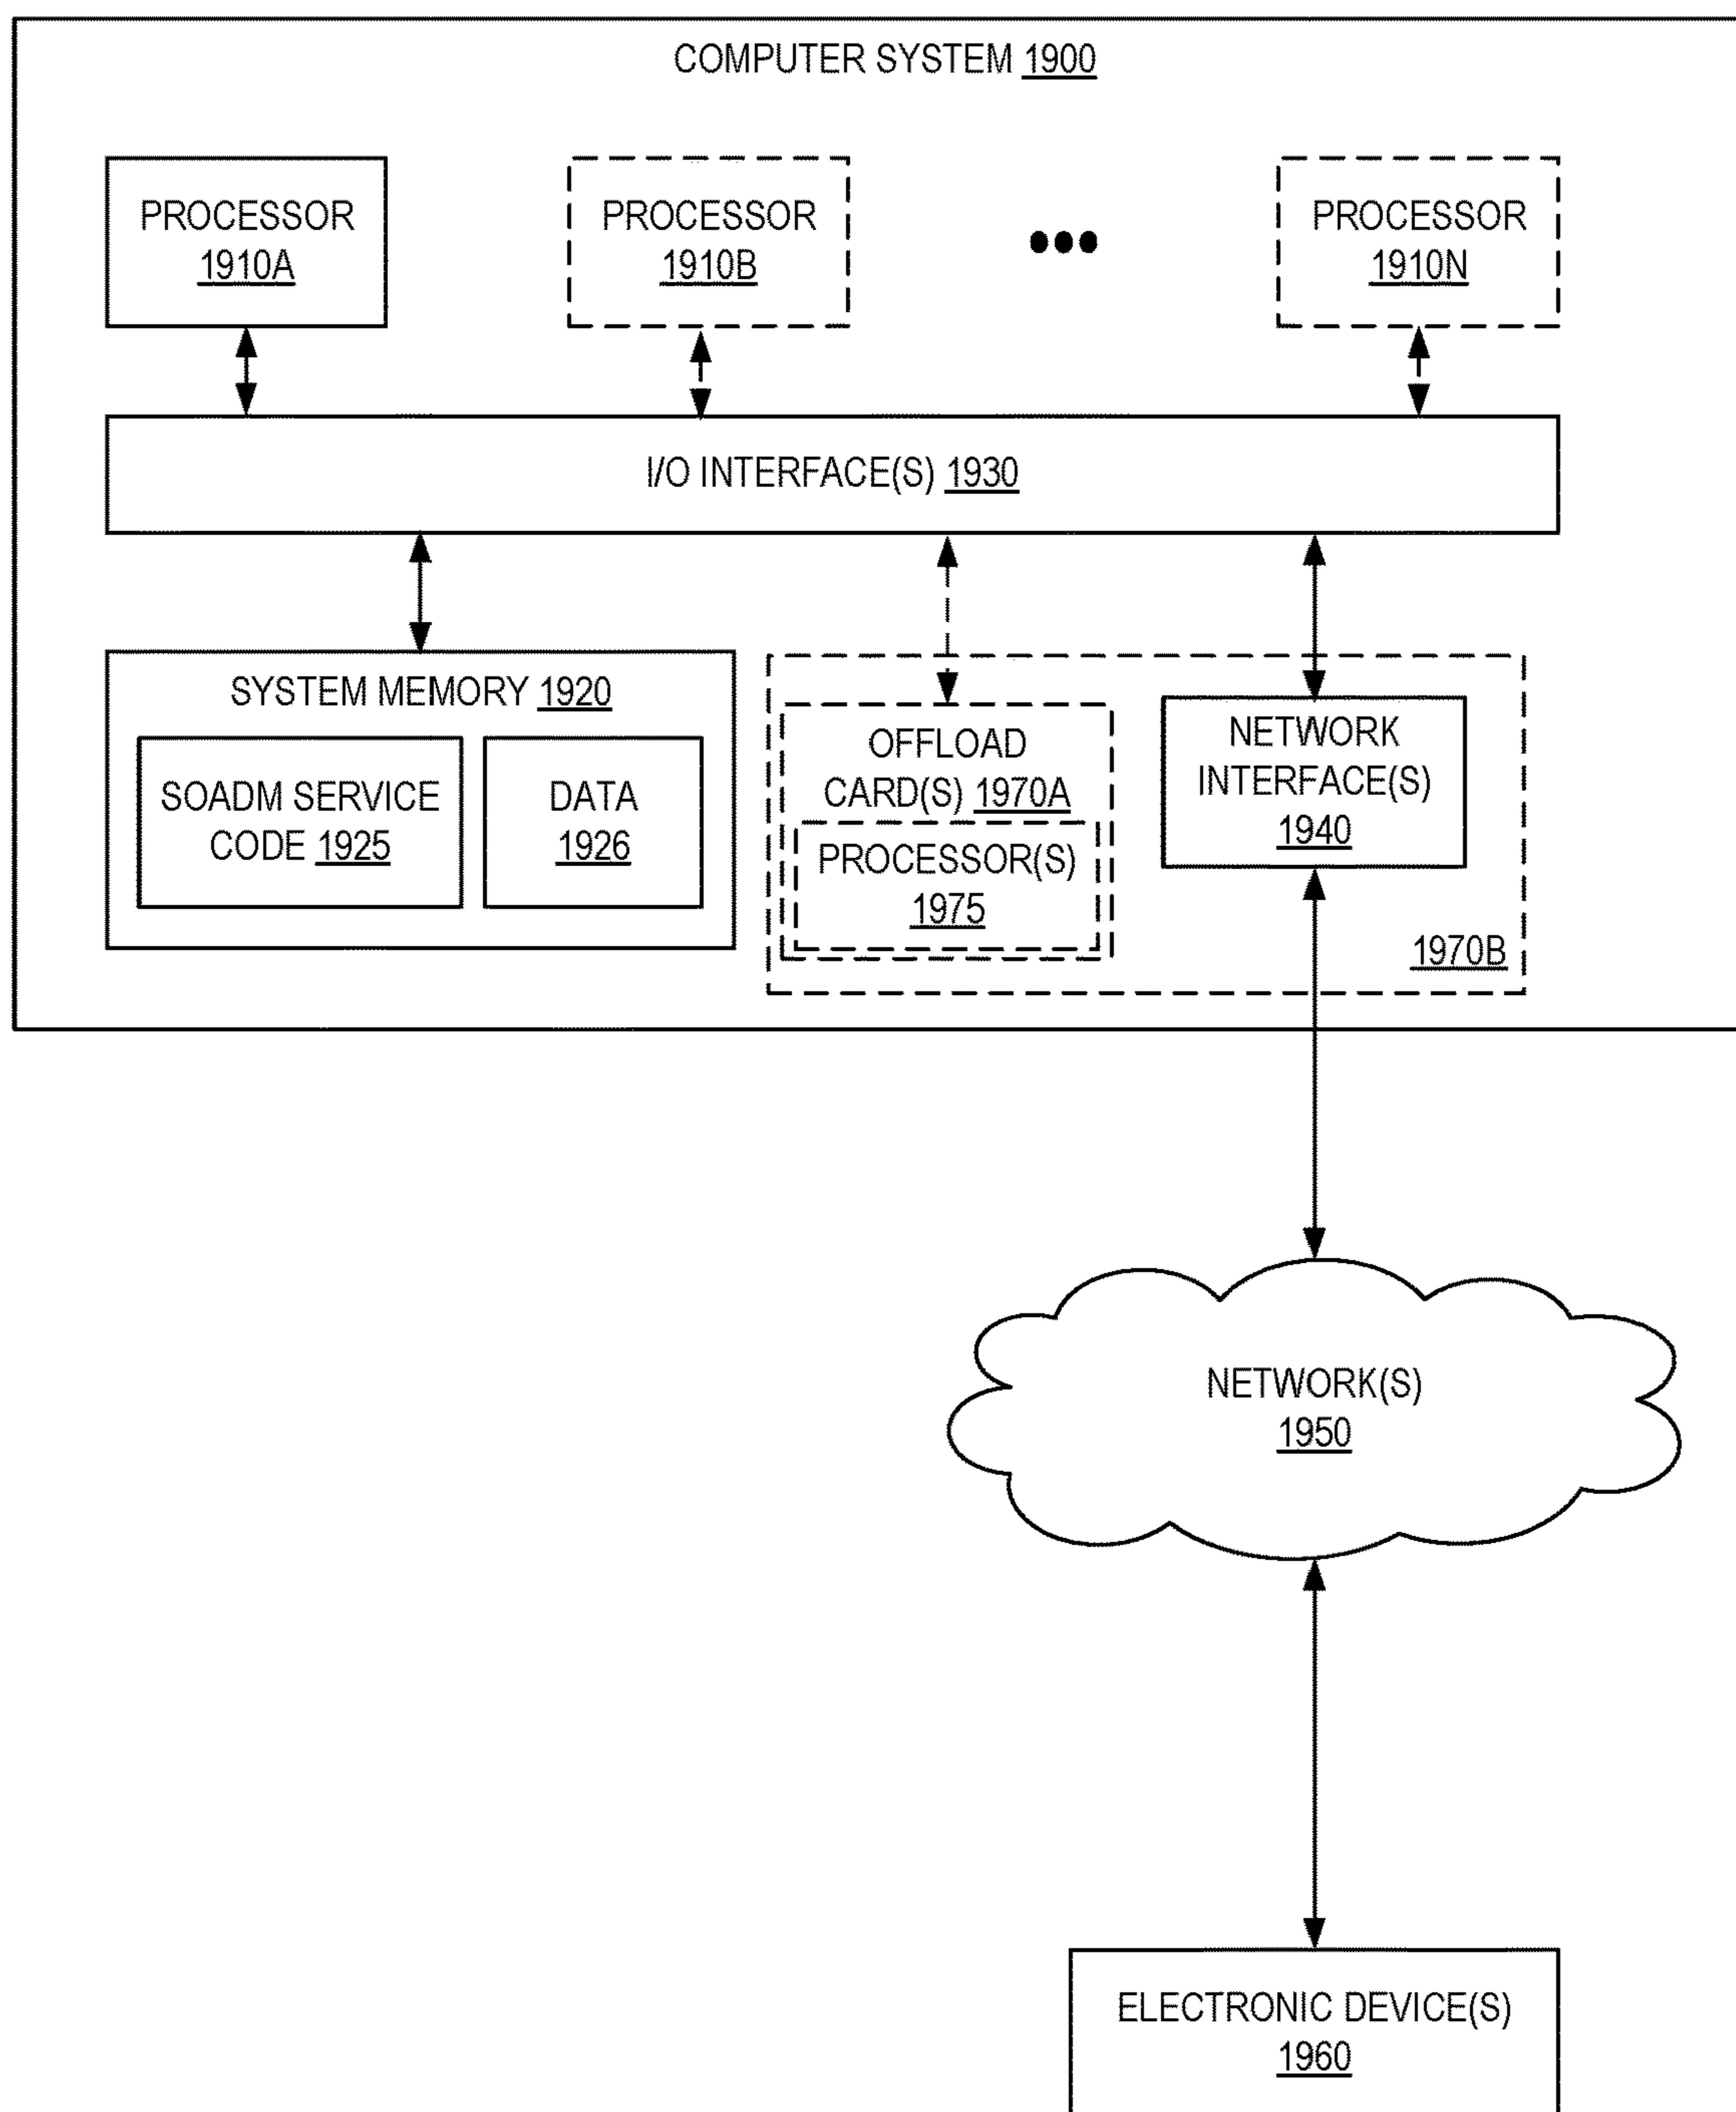 COMPUTER SYSTEM 1900
PROCESSOR
1910A
PROCESSOR
1910B
PROCESSOR
1910N
I/O INTERFACE(S) 1930
SYSTEM MEMORY 1920
SOADM SERVICE
CODE 1925
DATA
1926
OFFLOAD
CARD(S) 1970A
PROCESSOR(S)
1975
NETWORK
INTERFACE(S)
1940
1970B
NETWORK(S)
1950
ELECTRONIC DEVICE(S)
1960